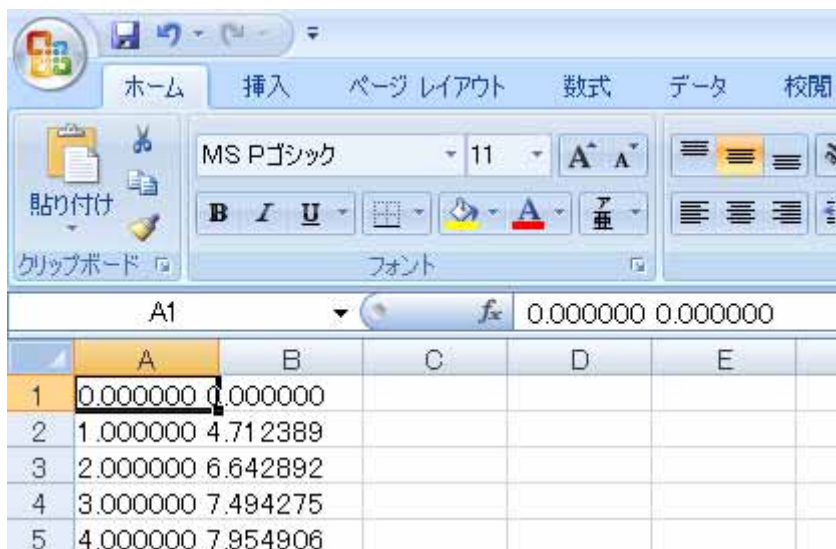 ホーム 挿入 ページ レイアウト 数式 データ 校閲
MS Pゴシック 11 A A
貼り付け B I U A ア亜
クリップボード フォント
A1 fx 0.000000 0.000000
A B C D E
1 0.000000 0.000000
2 1.000000 4.712389
3 2.000000 6.642892
4 3.000000 7.494275
5 4.000000 7.954906